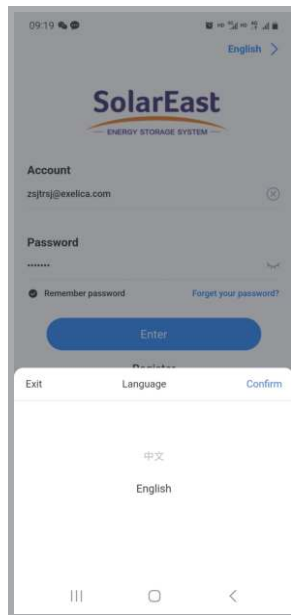 09:19
English >
SolarEast
ENERGY STORAGE SYSTEM
Account
zsjtrsj@exelica.com
Password
Remember password Forget your password?
Enter
Register
Exit Language Confirm
中文
English